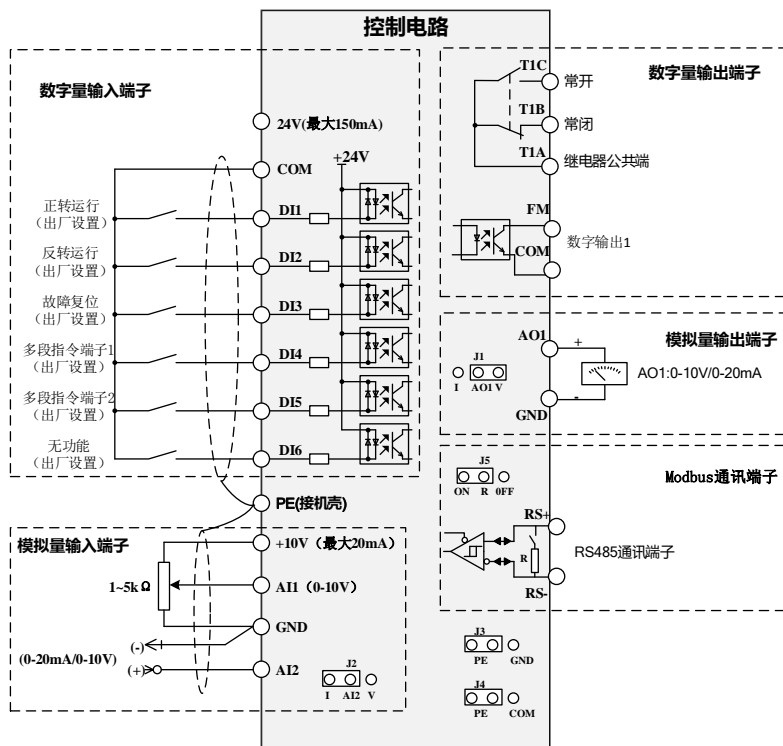 控制电路
数字量输入端子
24V(最大150mA)
+24V
COM
正转运行
(出厂设置)
DI1
反转运行
(出厂设置)
DI2
故障复位
(出厂设置)
DI3
多段指令端子1
(出厂设置)
DI4
多段指令端子2
(出厂设置)
DI5
无功能
(出厂设置)
DI6
PE(接机壳)
模拟量输入端子
+10V（最大20mA）
1~5kΩ
AI1（0-10V）
GND
(-)
(0-20mA/0-10V)
(+)
AI2
J2
I AI2 V
数字量输出端子
T1C
常开
T1B
常闭
T1A
继电器公共端
FM
数字输出1
COM
模拟量输出端子
AO1
+
J1
I AO1 V
AO1:0-10V/0-20mA
-
GND
Modbus通讯端子
J5
ON R OFF
RS+
R
RS485通讯端子
RS-
J3
PE GND
J4
PE COM